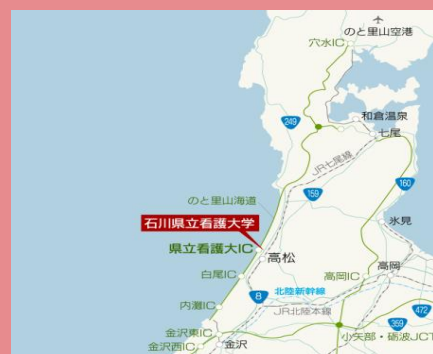 のと里山空港
穴水IC
和倉温泉
249
七尾
JR七尾線
のと里山海道
159
160
石川県立看護大学
氷見
県立看護大IC
高松
白尾IC
高岡IC
高岡
8
北陸新幹線
内灘IC
JR北陸本線
472
359
金沢東IC
小矢部・砺波JCT
金沢西IC
金沢